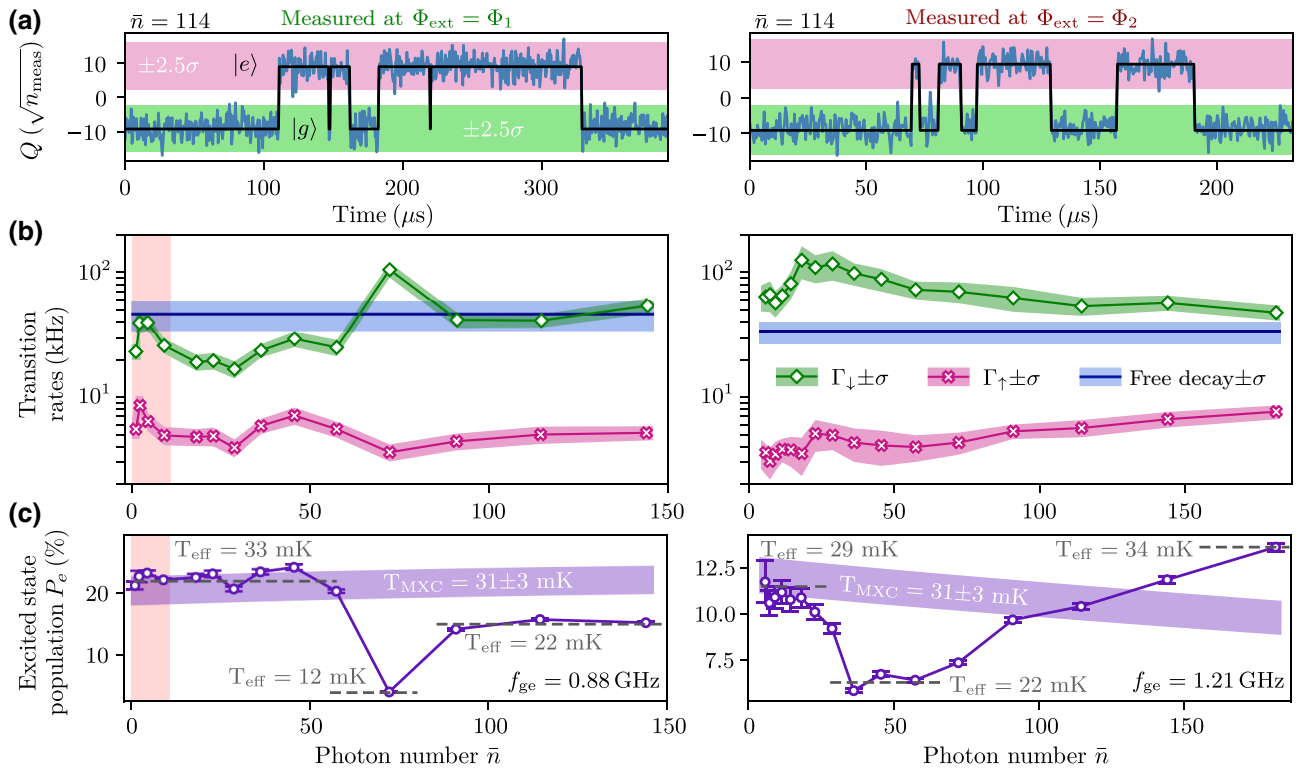 (a)
n̄ = 114
Measured at Φext = Φ1
n̄ = 114
Measured at Φext = Φ2
Q (√nmeas)
10
0
−10
±2.5σ
|e⟩
|g⟩
±2.5σ
0
100
200
300
Time (μs)
10
0
−10
0
50
100
150
200
Time (μs)
(b)
Transition
rates (kHz)
10²
10¹
0
50
100
150
10²
10¹
Γ↓±σ
Γ↑±σ
Free decay±σ
0
50
100
150
(c)
Excited state
population Pe (%)
20
10
Teff = 33 mK
TMXC = 31±3 mK
Teff = 22 mK
Teff = 12 mK
fge = 0.88 GHz
0
50
100
150
Photon number n̄
12.5
10.0
7.5
Teff = 29 mK
Teff = 34 mK
TMXC = 31±3 mK
Teff = 22 mK
fge = 1.21 GHz
0
50
100
150
Photon number n̄